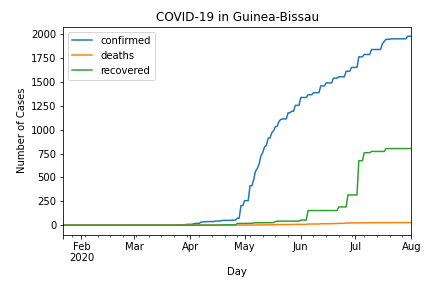 COVID-19 in Guinea-Bissau
confirmed
deaths
recovered
Number of Cases
2000
1750
1500
1250
1000
750
500
250
0
Feb
2020
Mar
Apr
May
Jun
Jul
Aug
Day